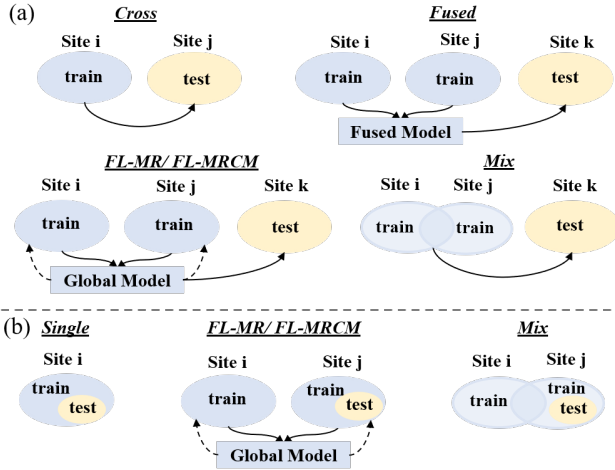 (a)
Cross
Site i Site j
train test
Fused
Site i Site j Site k
train train test
Fused Model
FL-MR/ FL-MRCM
Site i Site j Site k
train train test
Global Model
Mix
Site i Site j Site k
train train test
(b)
Single
Site i
train
test
FL-MR/ FL-MRCM
Site i Site j
train train
test
Global Model
Mix
Site i Site j
train train
test